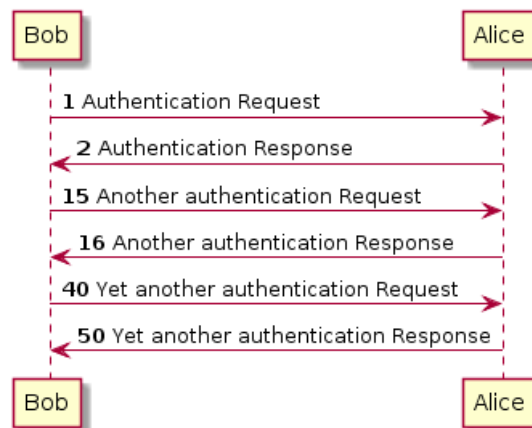 Bob Alice
1 Authentication Request
2 Authentication Response
15 Another authentication Request
16 Another authentication Response
40 Yet another authentication Request
50 Yet another authentication Response
Bob Alice